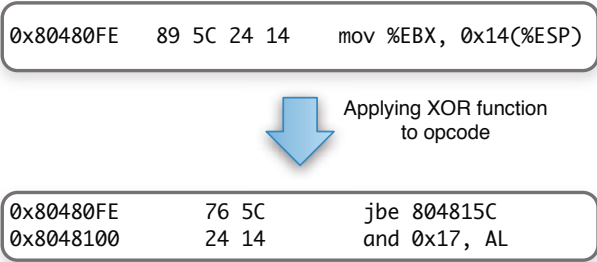 0x80480FE 89 5C 24 14 mov %EBX, 0x14(%ESP)
Applying XOR function
to opcode
0x80480FE 76 5C jbe 804815C
0x8048100 24 14 and 0x17, AL